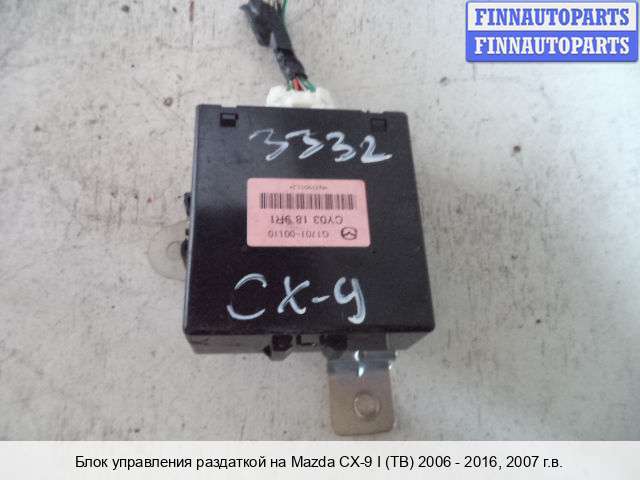 FINNAUTOPARTS
FINNAUTOPARTS
3332
CY03 18 9R1
G1701-00110
CX-9
Блок управления раздаткой на Mazda CX-9 I (TB) 2006 - 2016, 2007 г.в.